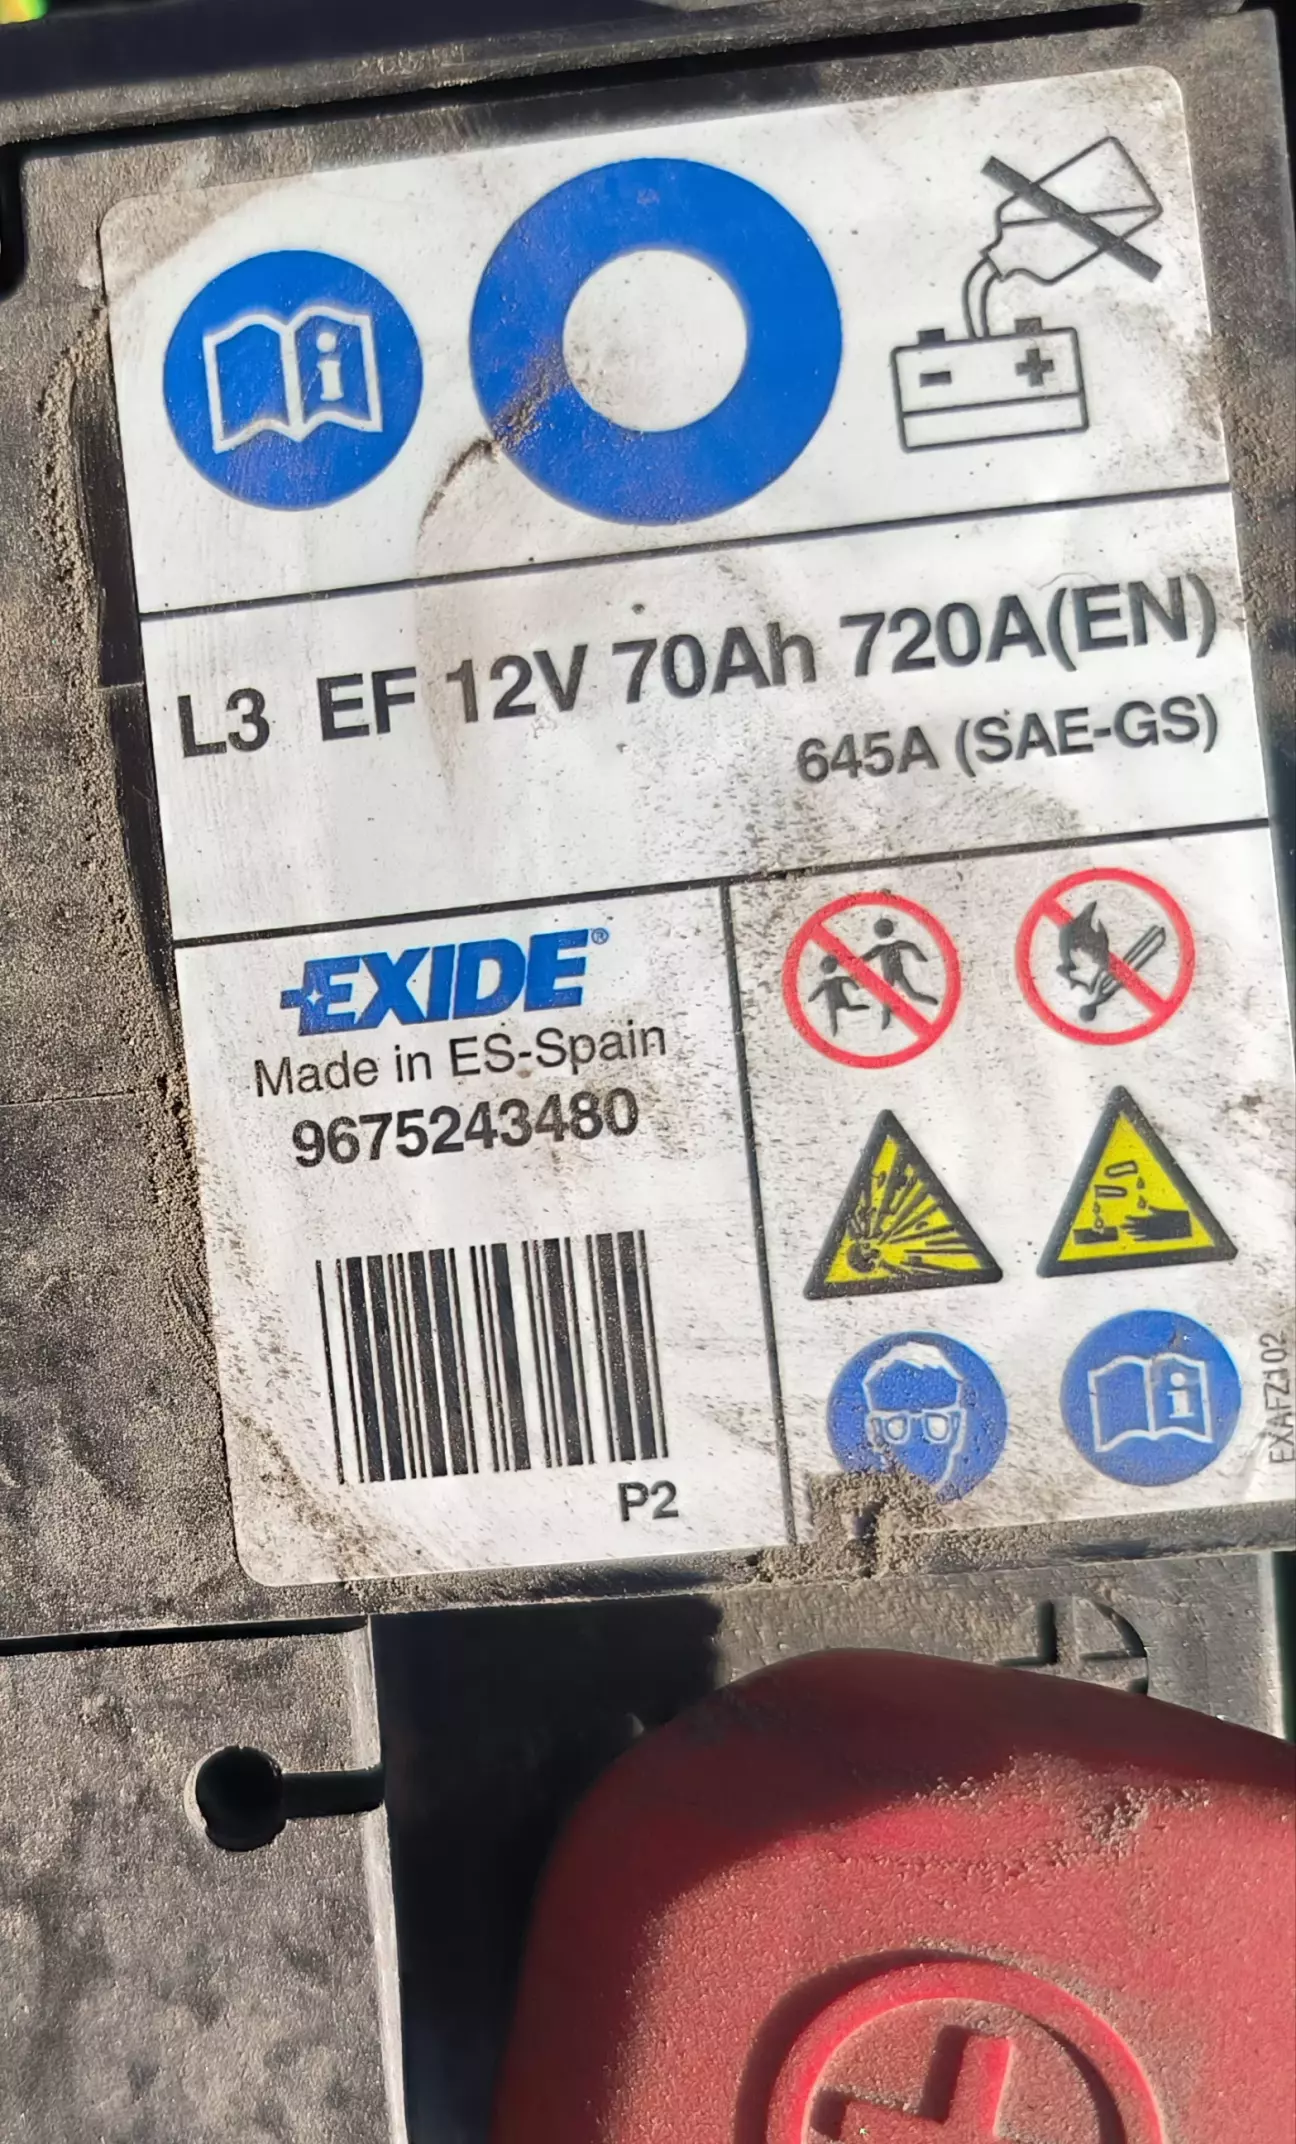 L3 EF 12V 70Ah 720A(EN)
645A (SAE-GS)
EXIDE®
Made in ES-Spain
9675243480
P2
EXAFZ102